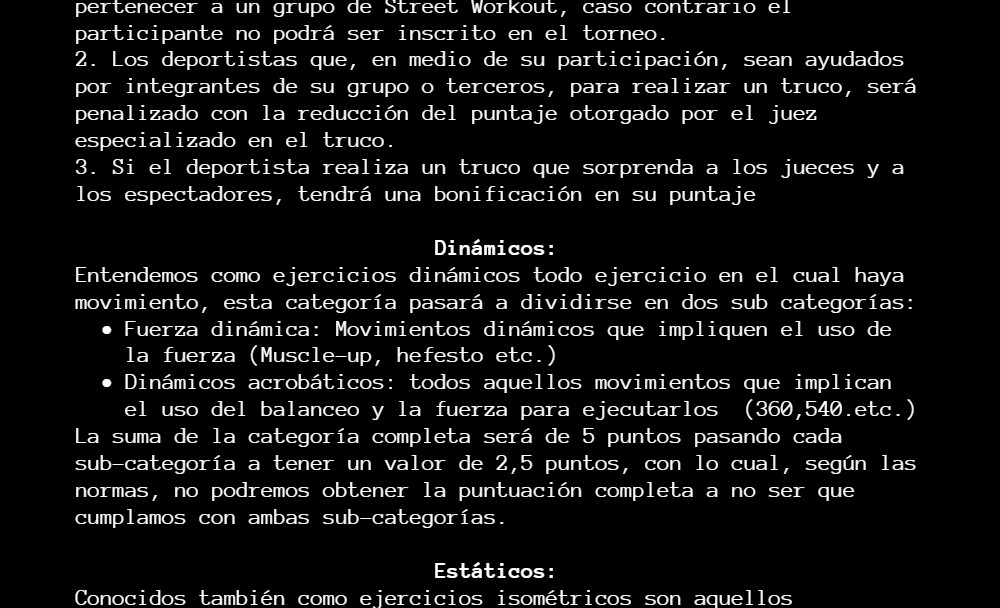 pertenecer a un grupo de Street Workout, caso contrario el
participante no podrá ser inscrito en el torneo.
2. Los deportistas que, en medio de su participación, sean ayudados
por integrantes de su grupo o terceros, para realizar un truco, será
penalizado con la reducción del puntaje otorgado por el juez
especializado en el truco.
3. Si el deportista realiza un truco que sorprenda a los jueces y a
los espectadores, tendrá una bonificación en su puntaje
Dinámicos:
Entendemos como ejercicios dinámicos todo ejercicio en el cual haya
movimiento, esta categoría pasará a dividirse en dos sub categorías:
• Fuerza dinámica: Movimientos dinámicos que impliquen el uso de
la fuerza (Muscle-up, hefesto etc.)
• Dinámicos acrobáticos: todos aquellos movimientos que implican
el uso del balanceo y la fuerza para ejecutarlos  (360,540.etc.)
La suma de la categoría completa será de 5 puntos pasando cada
sub-categoría a tener un valor de 2,5 puntos, con lo cual, según las
normas, no podremos obtener la puntuación completa a no ser que
cumplamos con ambas sub-categorías.
Estáticos:
Conocidos también como ejercicios isométricos son aquellos